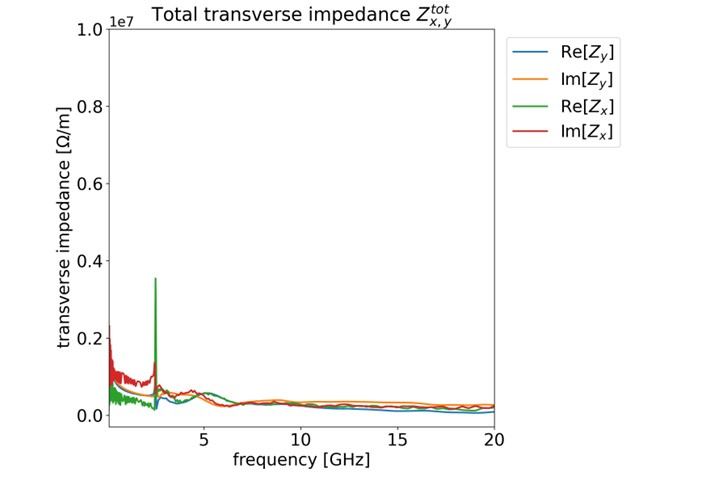 Total transverse impedance $Z_{x,y}^{tot}$
1e7
1.0
0.8
0.6
0.4
0.2
0.0
transverse impedance [Ω/m]
5
10
15
20
frequency [GHz]
Re[$Z_y$]
Im[$Z_y$]
Re[$Z_x$]
Im[$Z_x$]